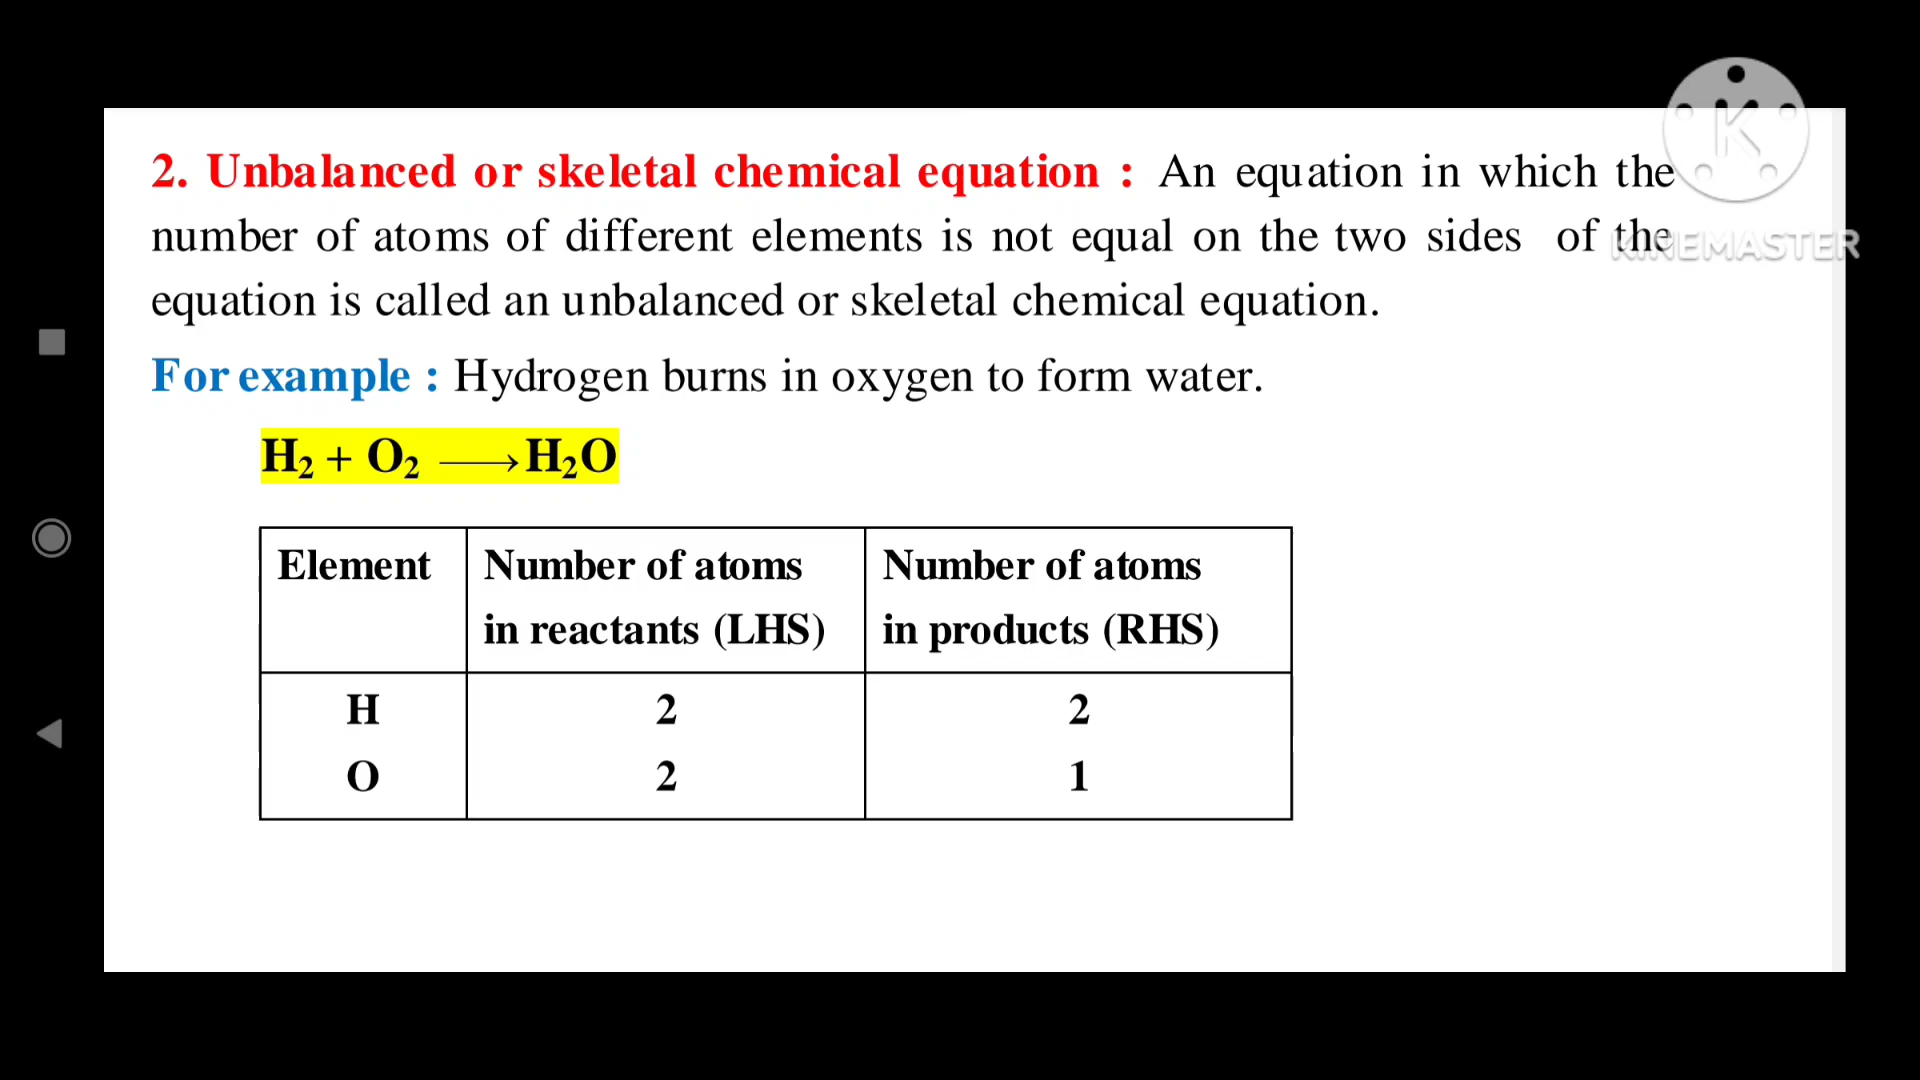 2. Unbalanced or skeletal chemical equation : An equation in which the
number of atoms of different elements is not equal on the two sides of the
equation is called an unbalanced or skeletal chemical equation.
For example : Hydrogen burns in oxygen to form water.
H₂ + O₂ ⟶ H₂O
Element Number of atoms in reactants (LHS) Number of atoms in products (RHS)
H 2 2
O 2 1
K
KINEMASTER